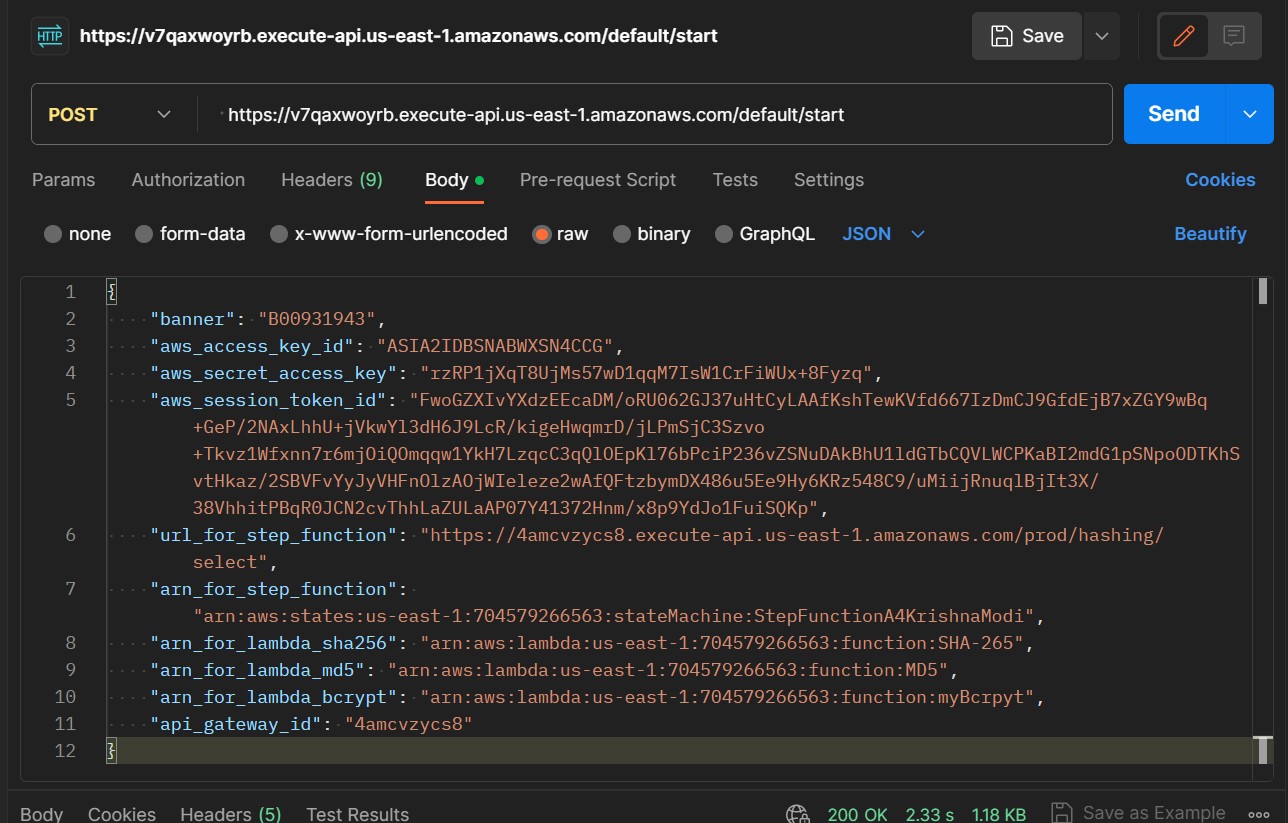 HTTP https://v7qaxwoyrb.execute-api.us-east-1.amazonaws.com/default/start Save
POST https://v7qaxwoyrb.execute-api.us-east-1.amazonaws.com/default/start Send
Params Authorization Headers (9) Body Pre-request Script Tests Settings Cookies
none form-data x-www-form-urlencoded raw binary GraphQL JSON Beautify
1 {
2 "banner": "B00931943",
3 "aws_access_key_id": "ASIA2IDBSNABWXSN4CCG",
4 "aws_secret_access_key": "rzRP1jXqT8UjMs57wD1qqM7IsW1CrFiWUx+8Fyzq",
5 "aws_session_token_id": "FwoGZXIvYXdzEEcaDM/oRU062GJ37uHtCyLAAfKshTewKVfd667IzDmCJ9GfdEjB7xZGY9wBq
+GeP/2NAxLhhU+jVkwYl3dH6J9LcR/kigeHwqmrD/jLPmSjC3Szvo
+Tkvz1Wfxnn7r6mjOiQOmqqw1YkH7LzqcC3qQlOEpKl76bPciP236vZSNuDAkBhU1ldGTbCQVLWCPKaBI2mdG1pSNpoODTKhS
svtHkaz/2SBVFvYyJyVHFnOlzAOjWIeleze2wAfQFtzbymDX486u5Ee9Hy6KRz548C9/uMiijRnuqlBjIt3X/
38VhhitPBqR0JCN2cvThhLaZULaAP07Y41372Hnm/x8p9YdJo1FuiSQKp",
6 "url_for_step_function": "https://4amcvzycs8.execute-api.us-east-1.amazonaws.com/prod/hashing/
select",
7 "arn_for_step_function":
"arn:aws:states:us-east-1:704579266563:stateMachine:StepFunctionA4KrishnaModi",
8 "arn_for_lambda_sha256": "arn:aws:lambda:us-east-1:704579266563:function:SHA-265",
9 "arn_for_lambda_md5": "arn:aws:lambda:us-east-1:704579266563:function:MD5",
10 "arn_for_lambda_bcrypt": "arn:aws:lambda:us-east-1:704579266563:function:myBcrpyt",
11 "api_gateway_id": "4amcvzycs8"
12 }
Body Cookies Headers (5) Test Results 200 OK 2.33 s 1.18 KB Save as Example